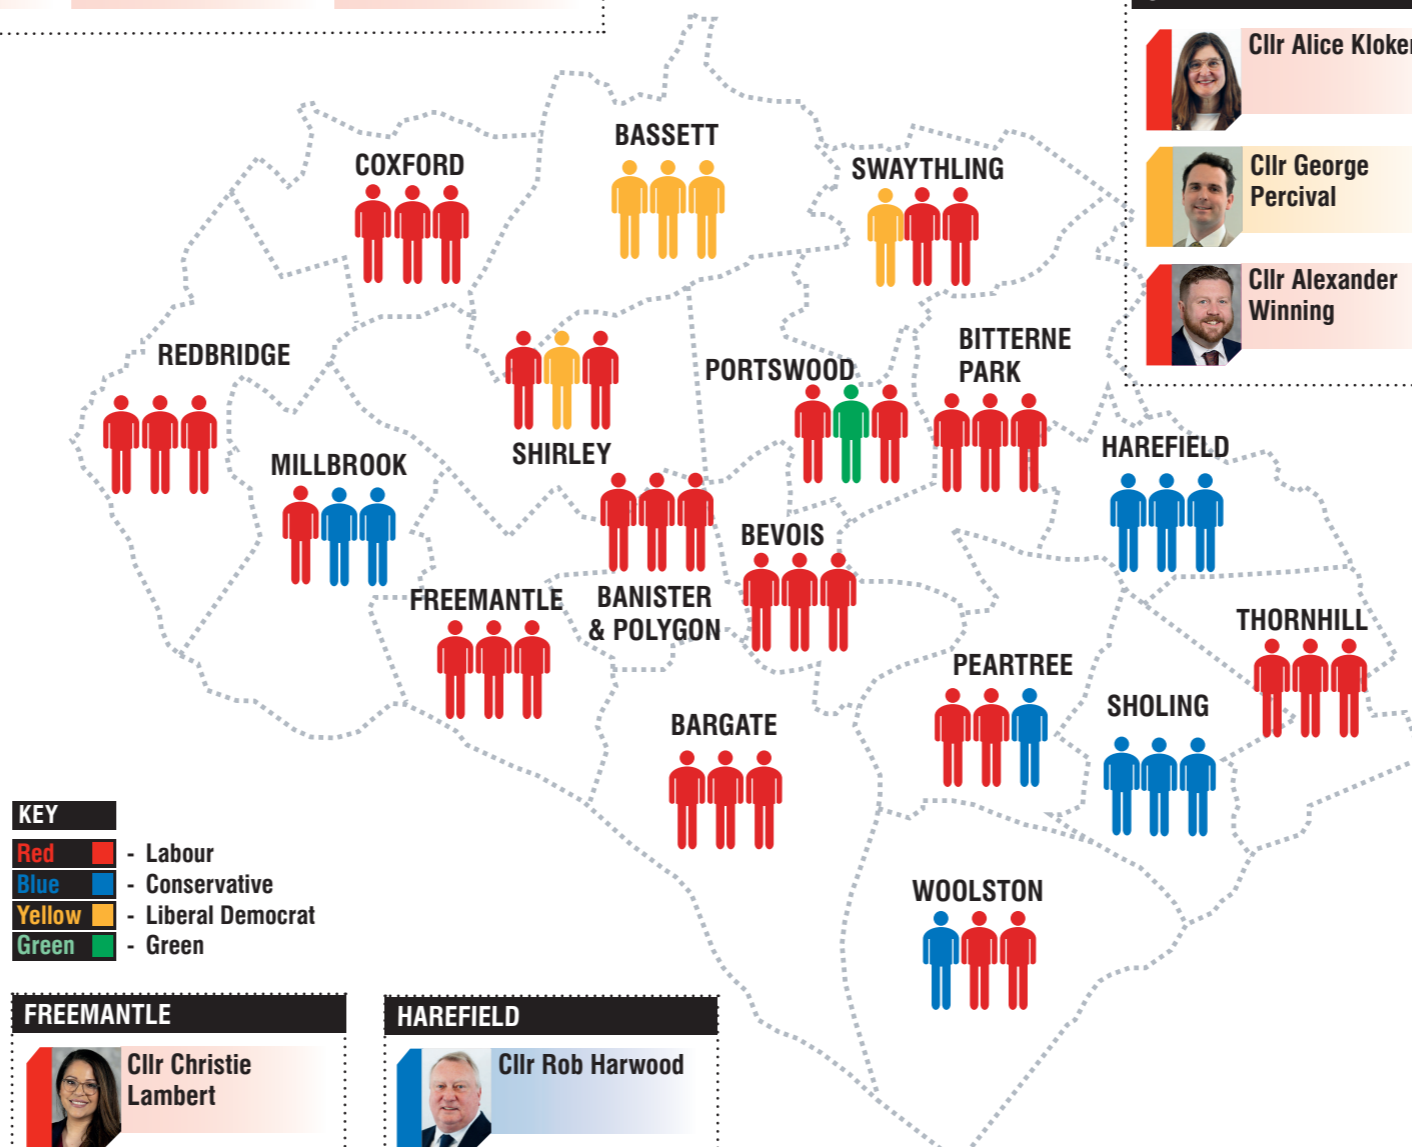 Cllr Alice Kloker
Cllr George
Percival
Cllr Alexander
Winning
BASSETT
COXFORD
SWAYTHLING
REDBRIDGE
BITTERNE
PARK
PORTSWOOD
SHIRLEY
MILLBROOK
HAREFIELD
BEVOIS
FREEMANTLE
BANISTER
& POLYGON
THORNHILL
PEARTREE
SHOLING
BARGATE
WOOLSTON
KEY
Red - Labour
Blue - Conservative
Yellow - Liberal Democrat
Green - Green
FREEMANTLE
Cllr Christie
Lambert
HAREFIELD
Cllr Rob Harwood